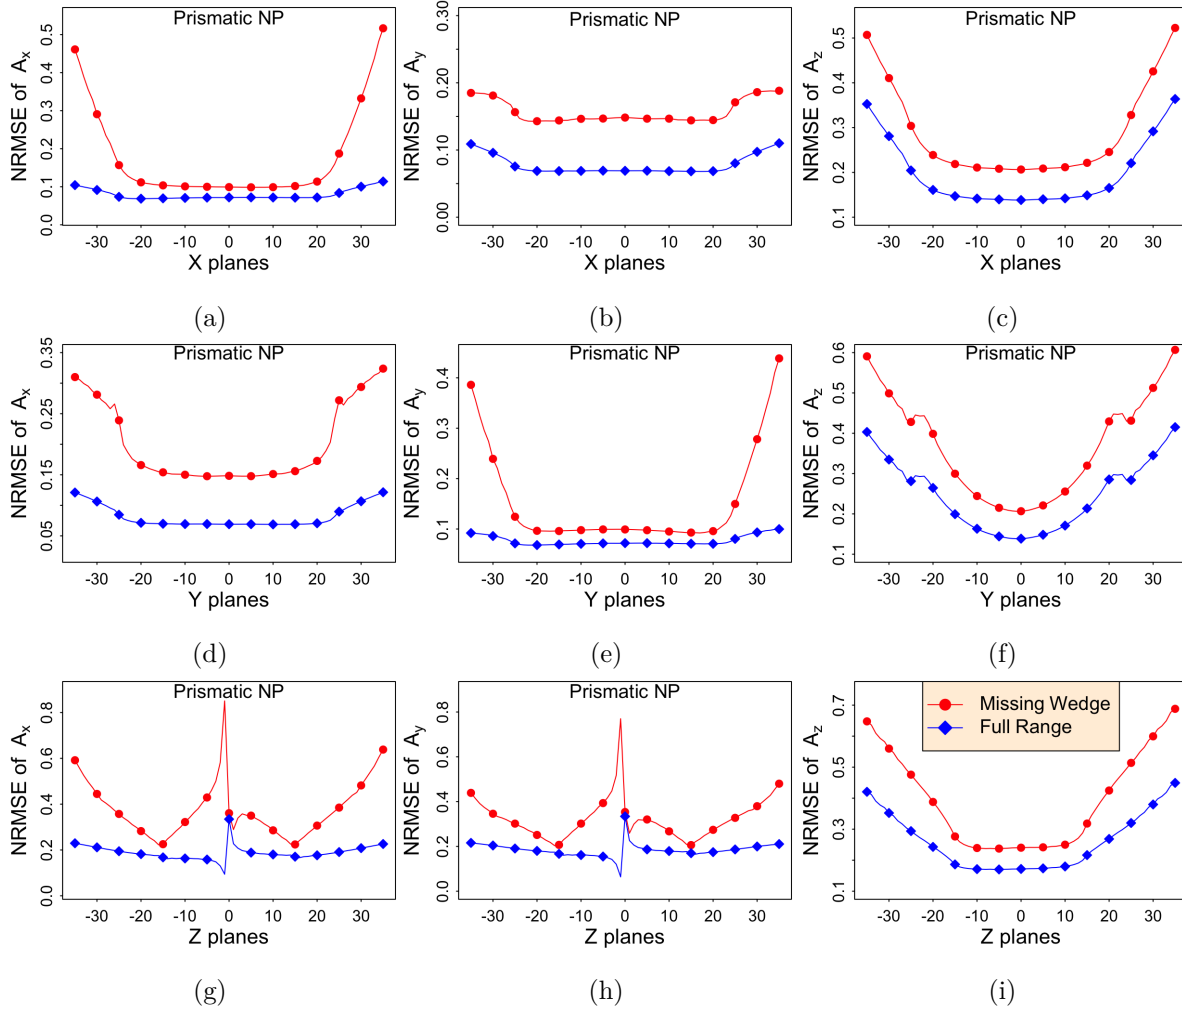 Prismatic NP
NRMSE of Ax
0.0 0.1 0.2 0.3 0.4 0.5
-30 -20 -10 0 10 20 30
X planes
(a)
Prismatic NP
NRMSE of Ay
0.00 0.10 0.20 0.30
-30 -20 -10 0 10 20 30
X planes
(b)
Prismatic NP
NRMSE of Az
0.1 0.2 0.3 0.4 0.5
-30 -20 -10 0 10 20 30
X planes
(c)
Prismatic NP
NRMSE of Ax
0.05 0.15 0.25 0.35
-30 -20 -10 0 10 20 30
Y planes
(d)
Prismatic NP
NRMSE of Ay
0.1 0.2 0.3 0.4
-30 -20 -10 0 10 20 30
Y planes
(e)
Prismatic NP
NRMSE of Az
0.1 0.2 0.3 0.4 0.5 0.6
-30 -20 -10 0 10 20 30
Y planes
(f)
Prismatic NP
NRMSE of Ax
0.0 0.2 0.4 0.6 0.8
-30 -20 -10 0 10 20 30
Z planes
(g)
Prismatic NP
NRMSE of Ay
0.0 0.2 0.4 0.6 0.8
-30 -20 -10 0 10 20 30
Z planes
(h)
Missing Wedge
Full Range
NRMSE of Az
0.1 0.3 0.5 0.7
-30 -20 -10 0 10 20 30
Z planes
(i)